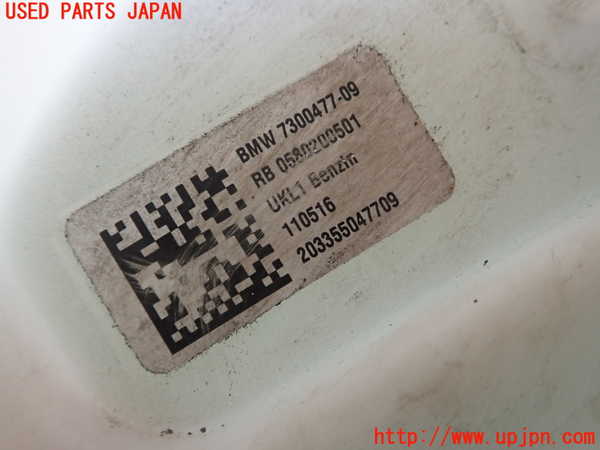 USED PARTS JAPAN
BMW 7300477-09
RB 0580200501
UKL1 Benzin
110516
203355047709
http://www.upjpn.com